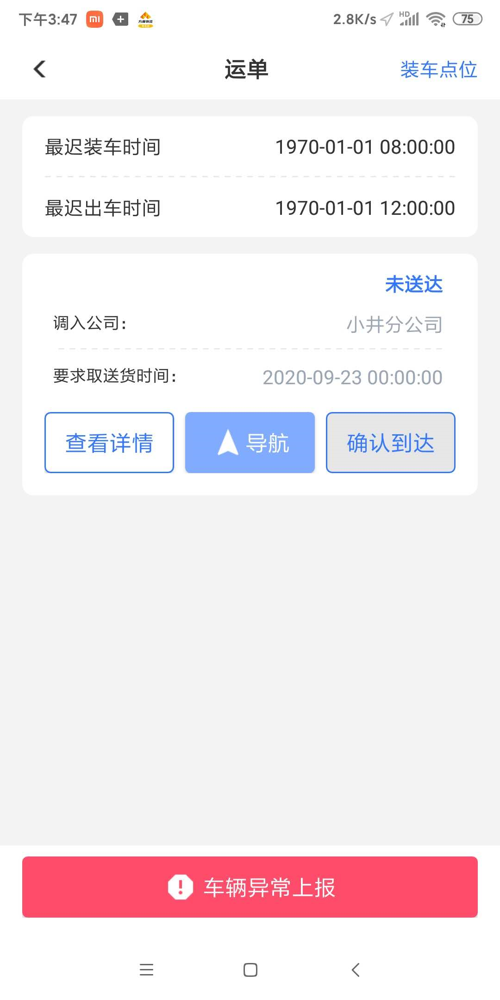 下午3:47
2.8K/s
HD
75
运单
装车点位
最迟装车时间 1970-01-01 08:00:00
最迟出车时间 1970-01-01 12:00:00
未送达
调入公司： 小井分公司
要求取送货时间： 2020-09-23 00:00:00
查看详情 导航 确认到达
车辆异常上报